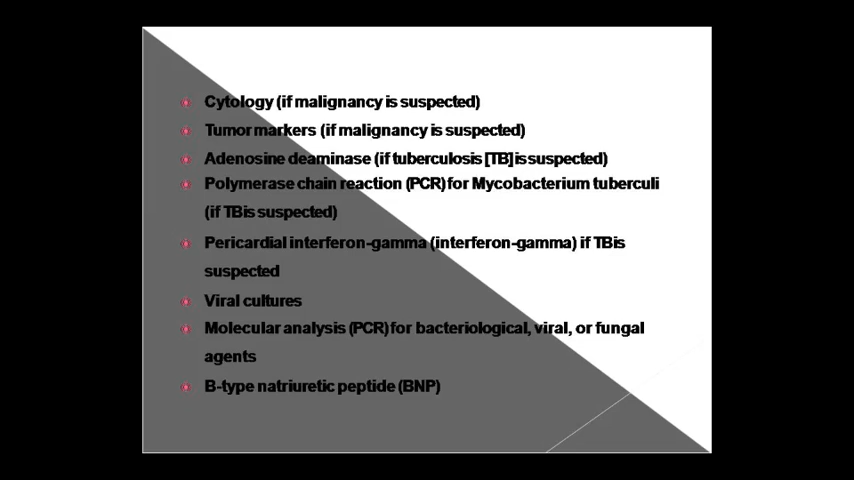 Cytology (if malignancy is suspected)
Tumor markers (if malignancy is suspected)
Adenosine deaminase (if tuberculosis [TB] is suspected)
Polymerase chain reaction (PCR) for Mycobacterium tuberculi
(if TB is suspected)
Pericardial interferon-gamma (interferon-gamma) if TB is
suspected
Viral cultures
Molecular analysis (PCR) for bacteriological, viral, or fungal
agents
B-type natriuretic peptide (BNP)